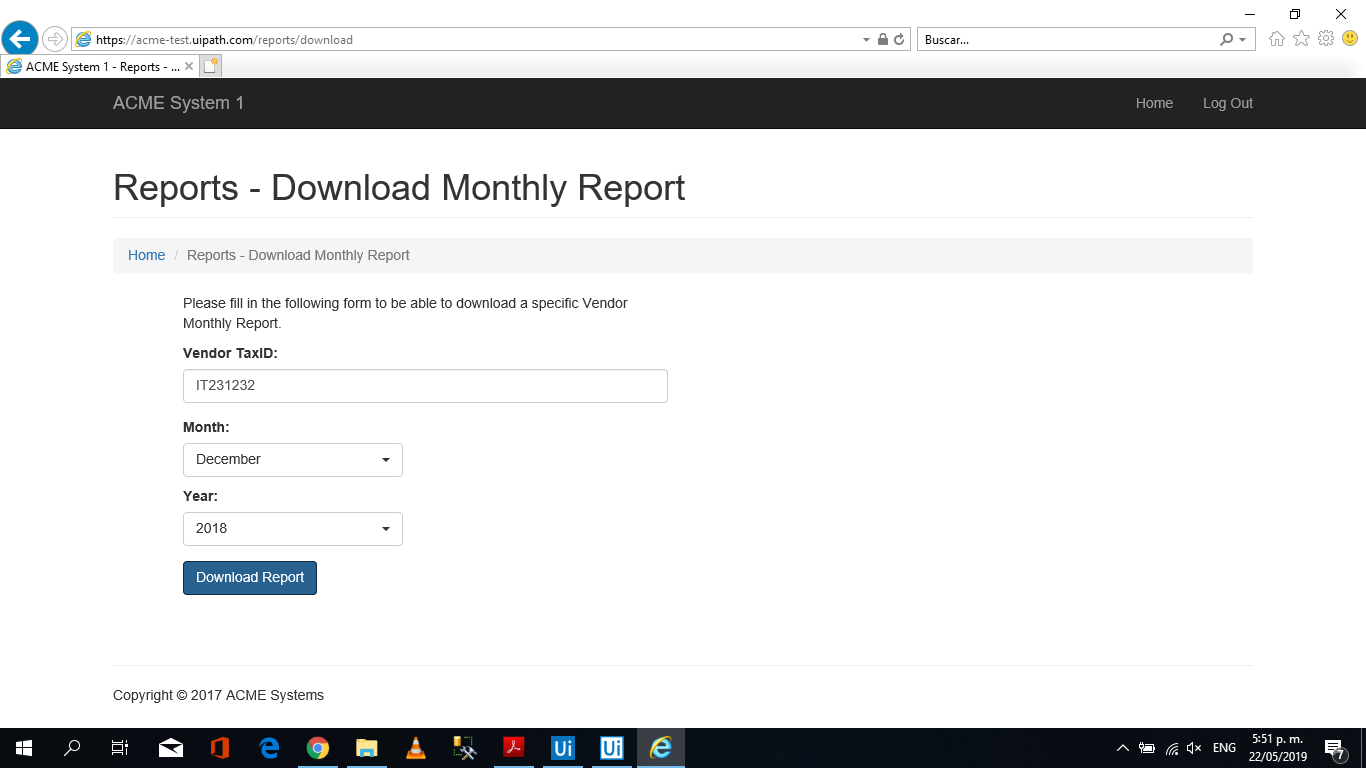 https://acme-test.uipath.com/reports/download
Buscar...
ACME System 1 - Reports - ...
ACME System 1
Home
Log Out
Reports - Download Monthly Report
Home / Reports - Download Monthly Report
Please fill in the following form to be able to download a specific Vendor
Monthly Report.
Vendor TaxID:
IT231232
Month:
December
Year:
2018
Download Report
Copyright © 2017 ACME Systems
Ui
Ui
ENG
5:51 p. m.
22/05/2019
7